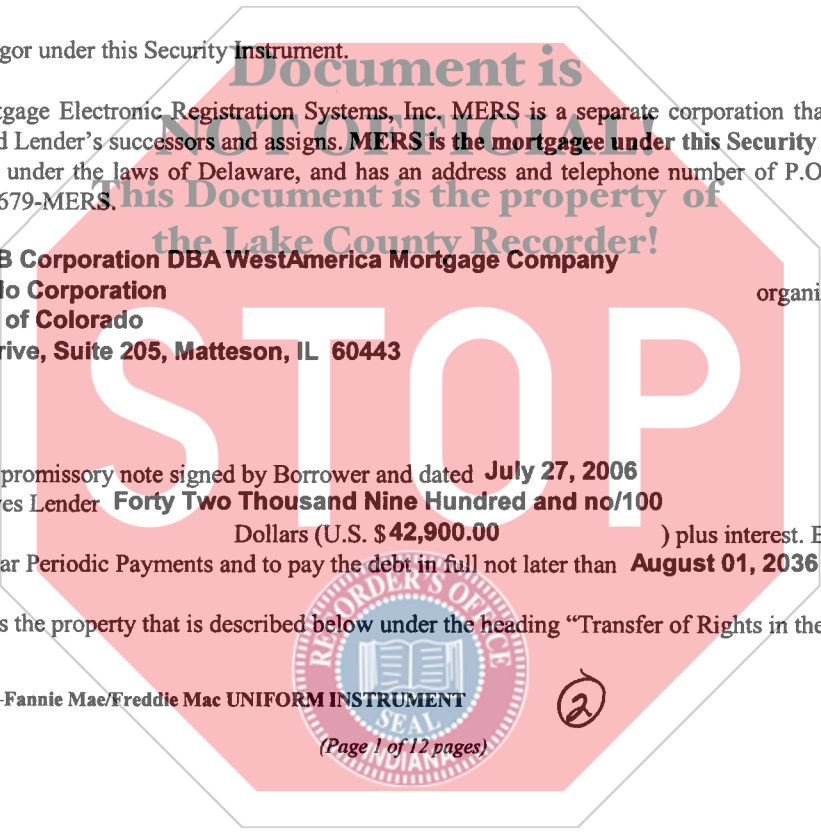 gor under this Security Instrument.
Document is
tgage Electronic Registration Systems, Inc. MERS is a separate corporation tha
NOT OFFICIAL!
d Lender's successors and assigns. MERS is the mortgagee under this Security
under the laws of Delaware, and has an address and telephone number of P.O
This Document is the property of
679-MERS.
the Lake County Recorder!
B Corporation DBA WestAmerica Mortgage Company
do Corporation organi
of Colorado
rive, Suite 205, Matteson, IL 60443
STOP
promissory note signed by Borrower and dated July 27, 2006
es Lender Forty Two Thousand Nine Hundred and no/100
Dollars (U.S. $ 42,900.00 ) plus interest. B
ar Periodic Payments and to pay the debt in full not later than August 01, 2036
RECORDER'S OFFICE
s the property that is described below under the heading “Transfer of Rights in the
-Fannie Mae/Freddie Mac UNIFORM INSTRUMENT
2
SEAL
(Page 1 of 12 pages)
INDIANA